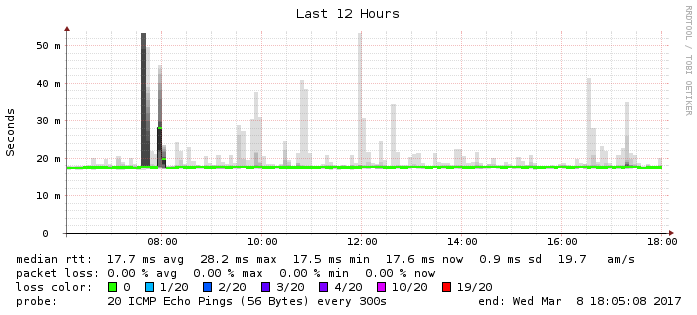 Last 12 Hours
RRDTOOL / TOBI OETIKER
Seconds
50 m
40 m
30 m
20 m
10 m
0
08:00 10:00 12:00 14:00 16:00 18:00
median rtt: 17.7 ms avg 28.2 ms max 17.5 ms min 17.6 ms now 0.9 ms sd 19.7 am/s
packet loss: 0.00 % avg 0.00 % max 0.00 % min 0.00 % now
loss color: 0 1/20 2/20 3/20 4/20 10/20 19/20
probe: 20 ICMP Echo Pings (56 Bytes) every 300s end: Wed Mar 8 18:05:08 2017